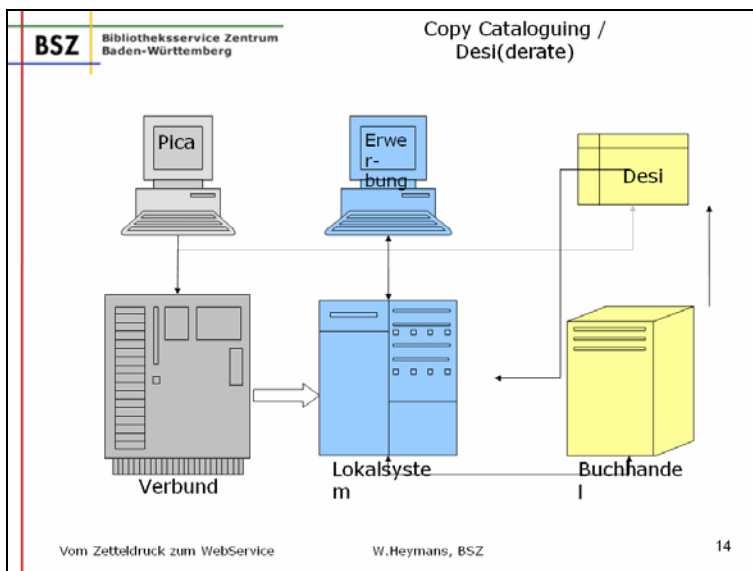 BSZ
Bibliotheksservice Zentrum
Baden-Württemberg
Copy Cataloguing /
Desi(derate)
Pica
Erwe
r-
bung
Desi
Verbund
Lokalsyste
m
Buchhande
l
Vom Zetteldruck zum WebService
W.Heymans, BSZ
14